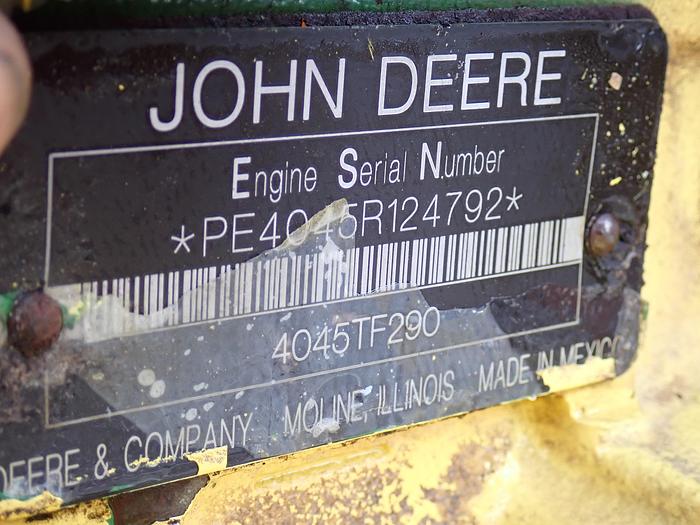 JOHN DEERE
Engine Serial Number
*PE4045R124792*
4045TF290
DEERE & COMPANY MOLINE, ILLINOIS MADE IN MEXICO